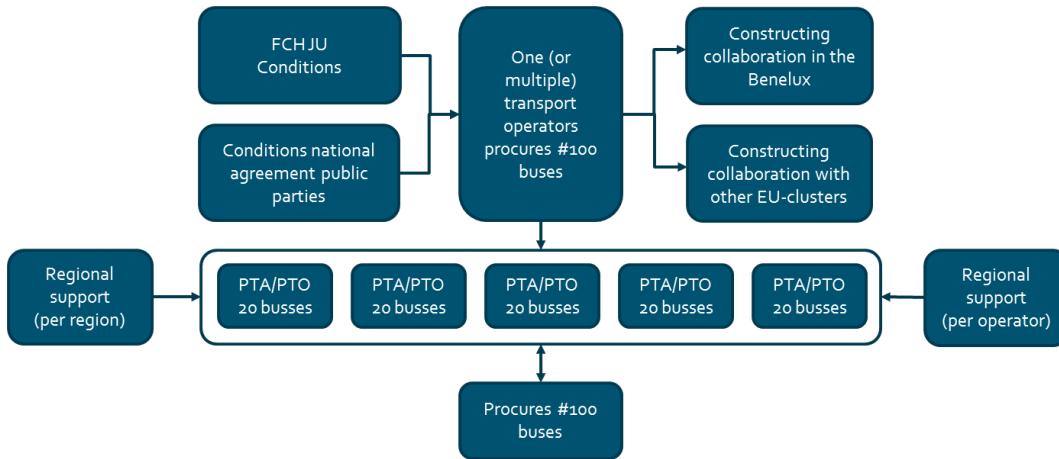 FCH JU
Conditions
Conditions national
agreement public
parties
One (or
multiple)
transport
operators
procures #100
buses
Constructing
collaboration in the
Benelux
Constructing
collaboration with
other EU-clusters
Regional
support
(per region)
PTA/PTO
20 busses
PTA/PTO
20 busses
PTA/PTO
20 busses
PTA/PTO
20 busses
PTA/PTO
20 busses
Regional
support
(per operator)
Procures #100
buses